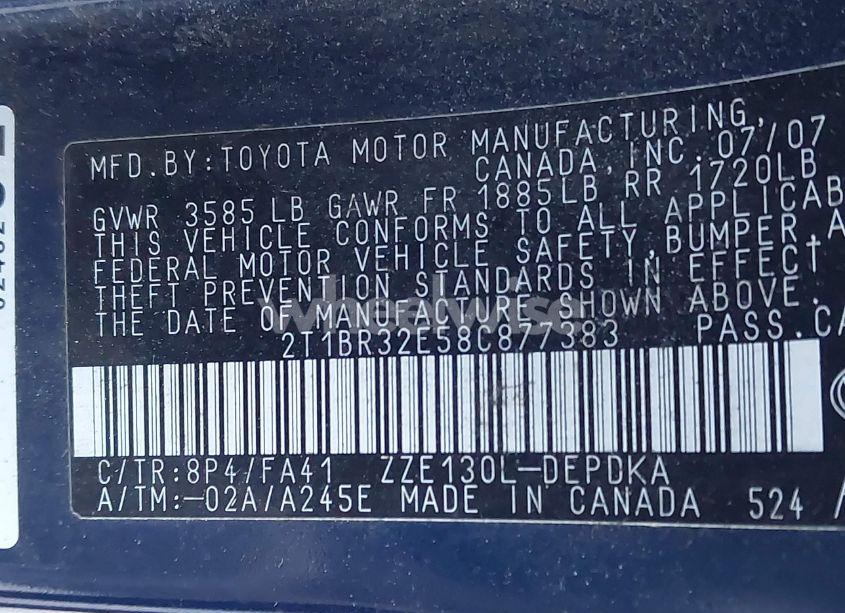 MFD.BY:TOYOTA MOTOR MANUFACTURING,
CANADA, INC. 07/07
GVWR 3585 LB GAWR FR 1885LB RR 1720LB
THIS VEHICLE CONFORMS TO ALL APPLICAB
FEDERAL MOTOR VEHICLE SAFETY, BUMPER, A
THEFT PREVENTION STANDARDS IN EFFECT
THE DATE OF MANUFACTURE SHOWN ABOVE.
wheelwise
2T1BR32E58C877383 PASS.CA
C/TR:8P4/FA41 ZZE130L-DEPDKA
A/TM:-02A/A245E MADE IN CANADA 524